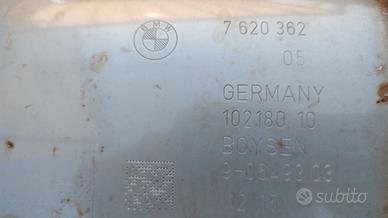 BMW
7 620 362
05
GERMANY
102180 10
BOYSEN
subito